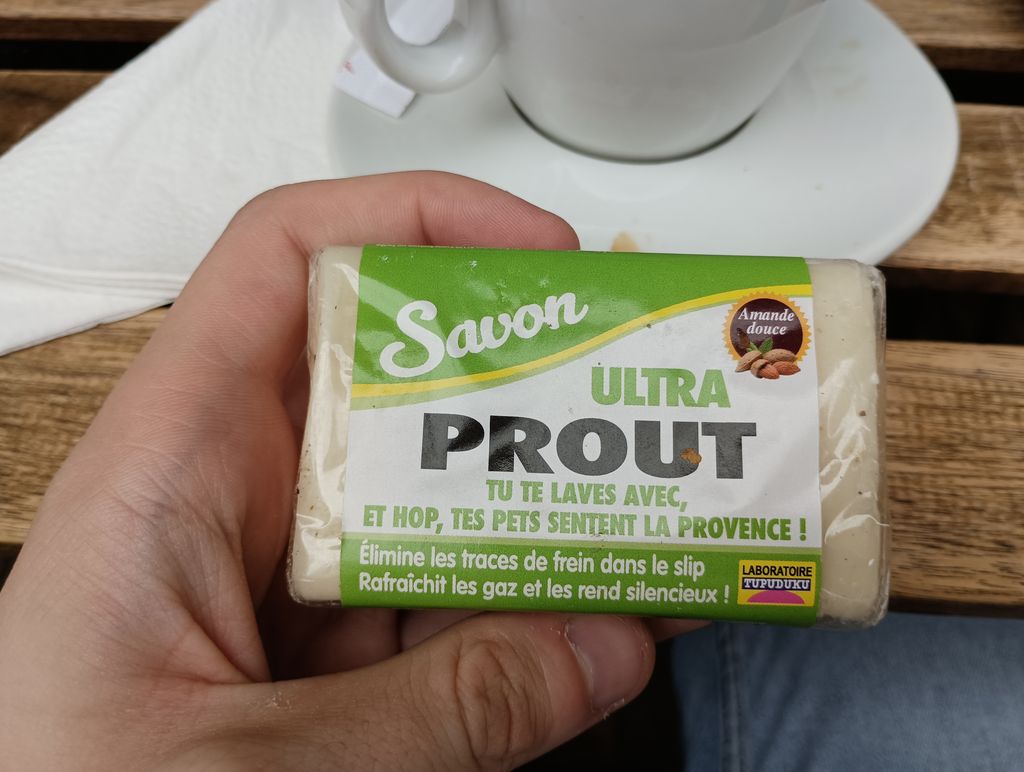 Savon
Amande
douce
ULTRA
PROUT
TU TE LAVES AVEC,
ET HOP, TES PETS SENTENT LA PROVENCE !
Élimine les traces de frein dans le slip
Rafraîchit les gaz et les rend silencieux !
LABORATOIRE
TUPUDUKU